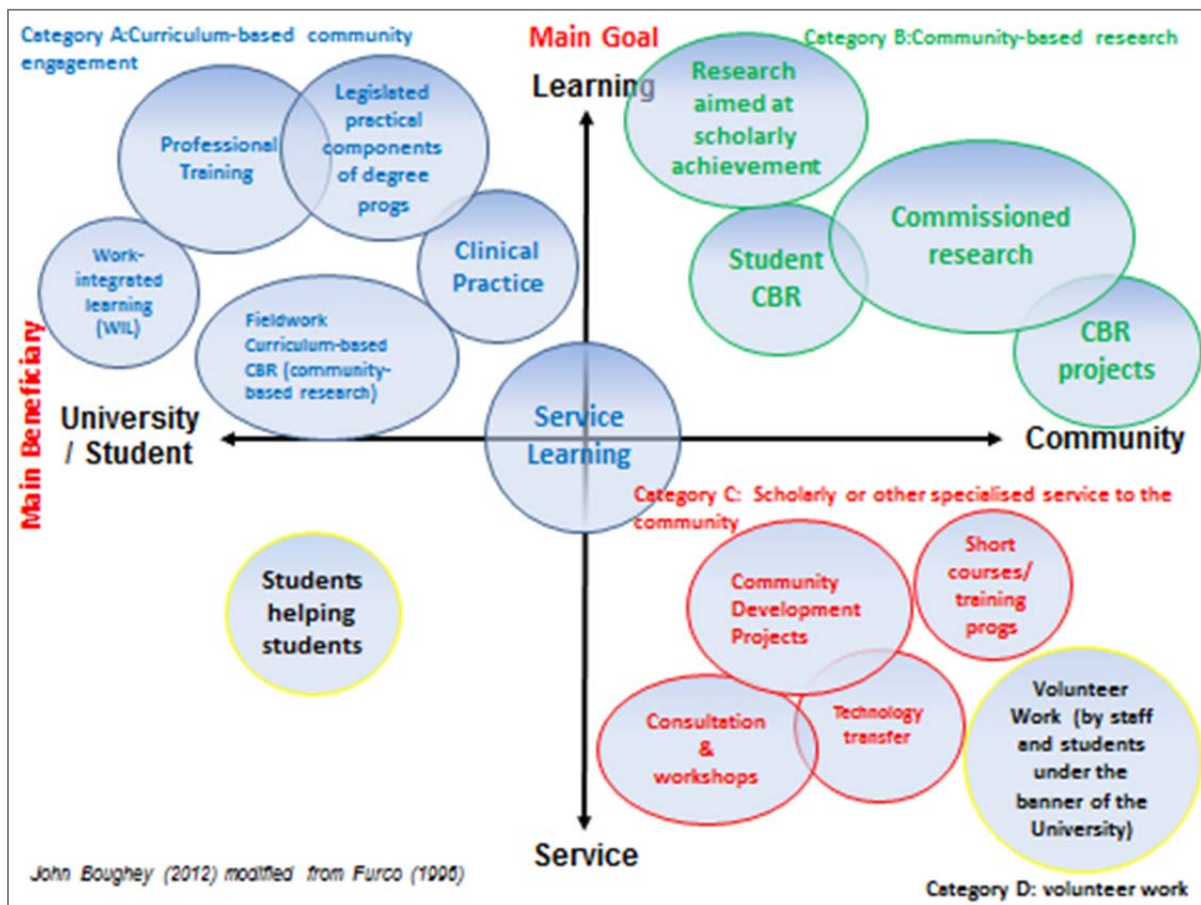 Category A:Curriculum-based community
engagement
Main Goal
Learning
Category B:Community-based research
Professional
Training
Legislated
practical
components
of degree
progs
Clinical
Practice
Work-
integrated
learning
(WIL)
Fieldwork
Curriculum-based
CBR (community-
based research)
Research
aimed at
scholarly
achievement
Commissioned
research
Student
CBR
CBR
projects
Main Beneficiary
University
/ Student
Service
Learning
Community
Category C: Scholarly or other specialised service to the
community
Students
helping
students
Community
Development
Projects
Short
courses/
training
progs
Consultation
&
workshops
Technology
transfer
Volunteer
Work (by staff
and students
under the
banner of the
University)
Service
John Boughey (2012) modified from Furco (1996)
Category D: volunteer work